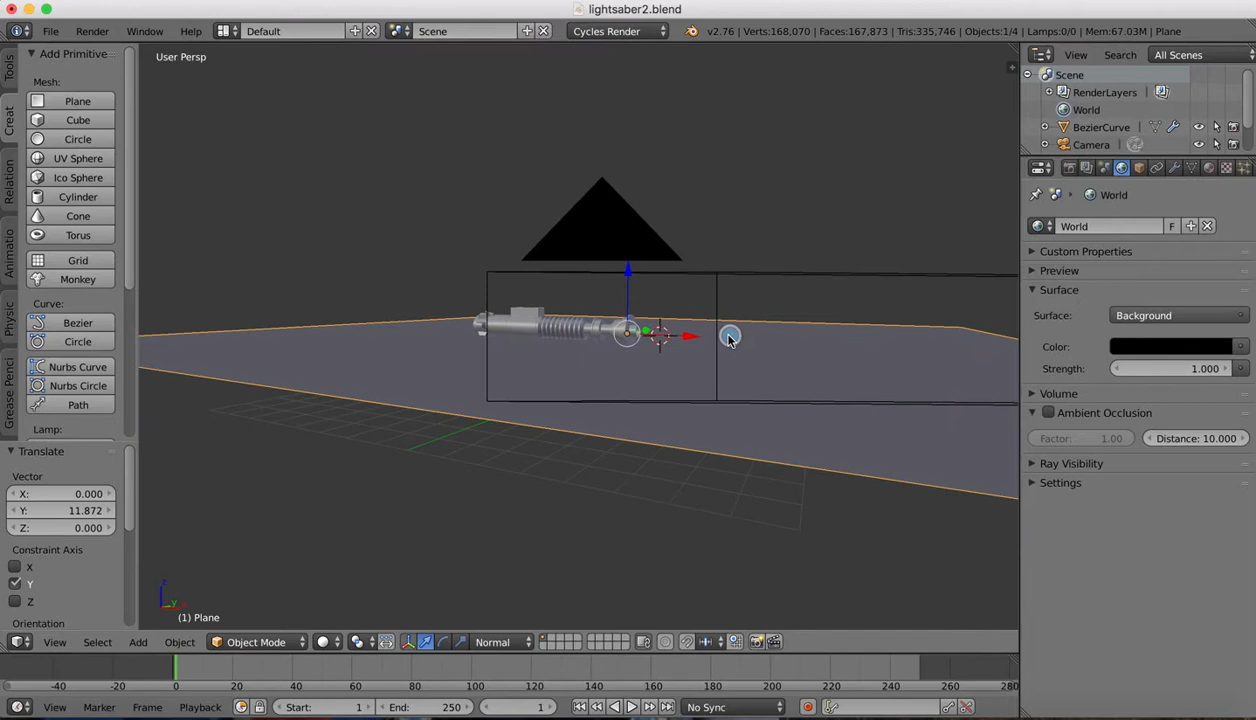 lightsaber2.blend
File Render Window Help Default Scene Cycles Render v2.76 | Verts:168,070 | Faces:167,873 | Tris:335,746 | Objects:1/4 | Lamps:0/0 | Mem:67.03M | Plane
Tools
Creat
Relation
Animatio
Physic
Grease Penci
Add Primitive
Mesh:
Plane
Cube
Circle
UV Sphere
Ico Sphere
Cylinder
Cone
Torus
Grid
Monkey
Curve:
Bezier
Circle
Nurbs Curve
Nurbs Circle
Path
Lamp:
Translate
Vector
X: 0.000
Y: 11.872
Z: 0.000
Constraint Axis
X
Y
Z
Orientation
User Persp
z
y
(1) Plane
View Select Add Object Object Mode Normal
-40 -20 0 20 40 60 80 100 120 140 160 180 200 220 240 260 280
View Marker Frame Playback Start: 1 End: 250 1 No Sync
View Search All Scenes
Scene
RenderLayers
World
BezierCurve
Camera
World
World F
Custom Properties
Preview
Surface
Surface: Background
Color:
Strength: 1.000
Volume
Ambient Occlusion
Factor: 1.00 Distance: 10.000
Ray Visibility
Settings